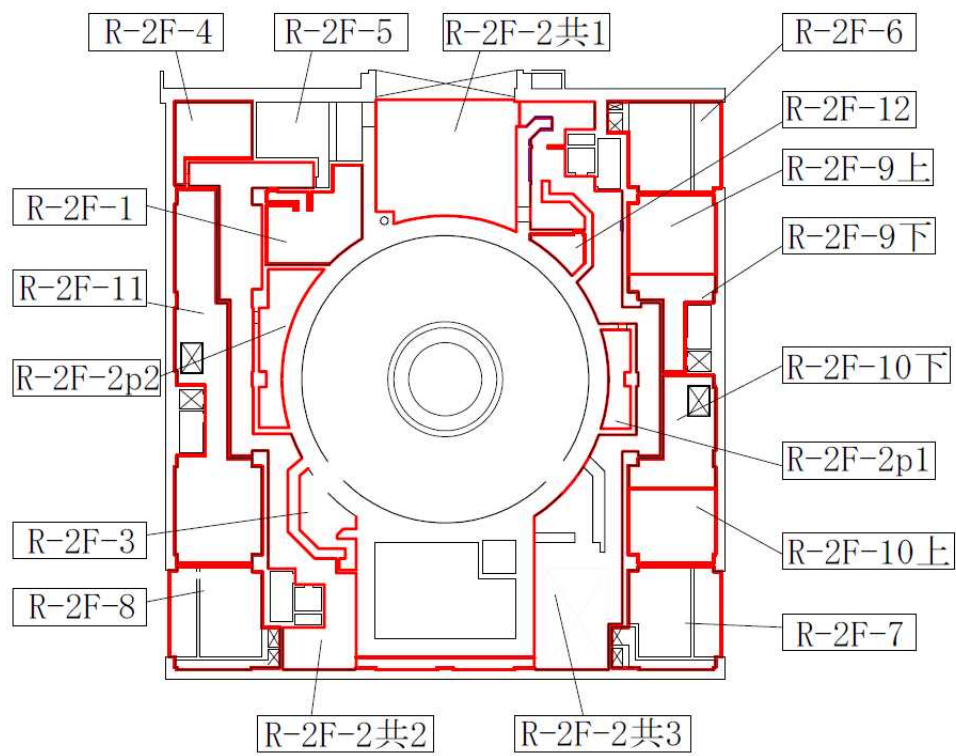 R-2F-4
R-2F-5
R-2F-2共1
R-2F-6
R-2F-12
R-2F-9上
R-2F-1
R-2F-9下
R-2F-11
R-2F-2p2
R-2F-10下
R-2F-2p1
R-2F-3
R-2F-10上
R-2F-8
R-2F-7
R-2F-2共2
R-2F-2共3